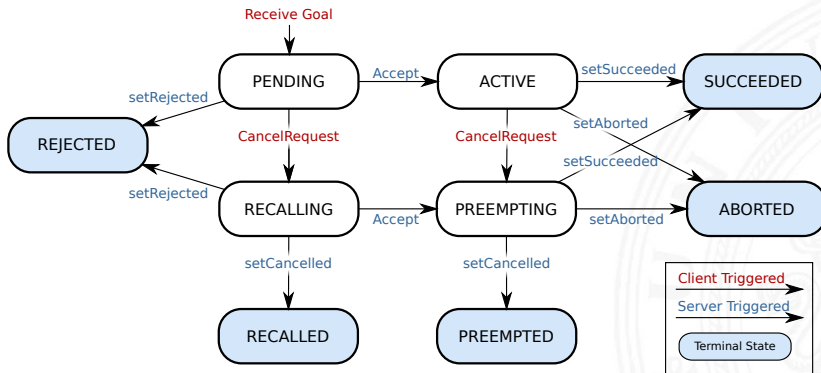 Receive Goal
PENDING
Accept
ACTIVE
setSucceeded
SUCCEEDED
setRejected
REJECTED
CancelRequest
CancelRequest
setAborted
setSucceeded
setRejected
RECALLING
Accept
PREEMPTING
setAborted
ABORTED
setCancelled
setCancelled
RECALLED
PREEMPTED
Client Triggered
Server Triggered
Terminal State